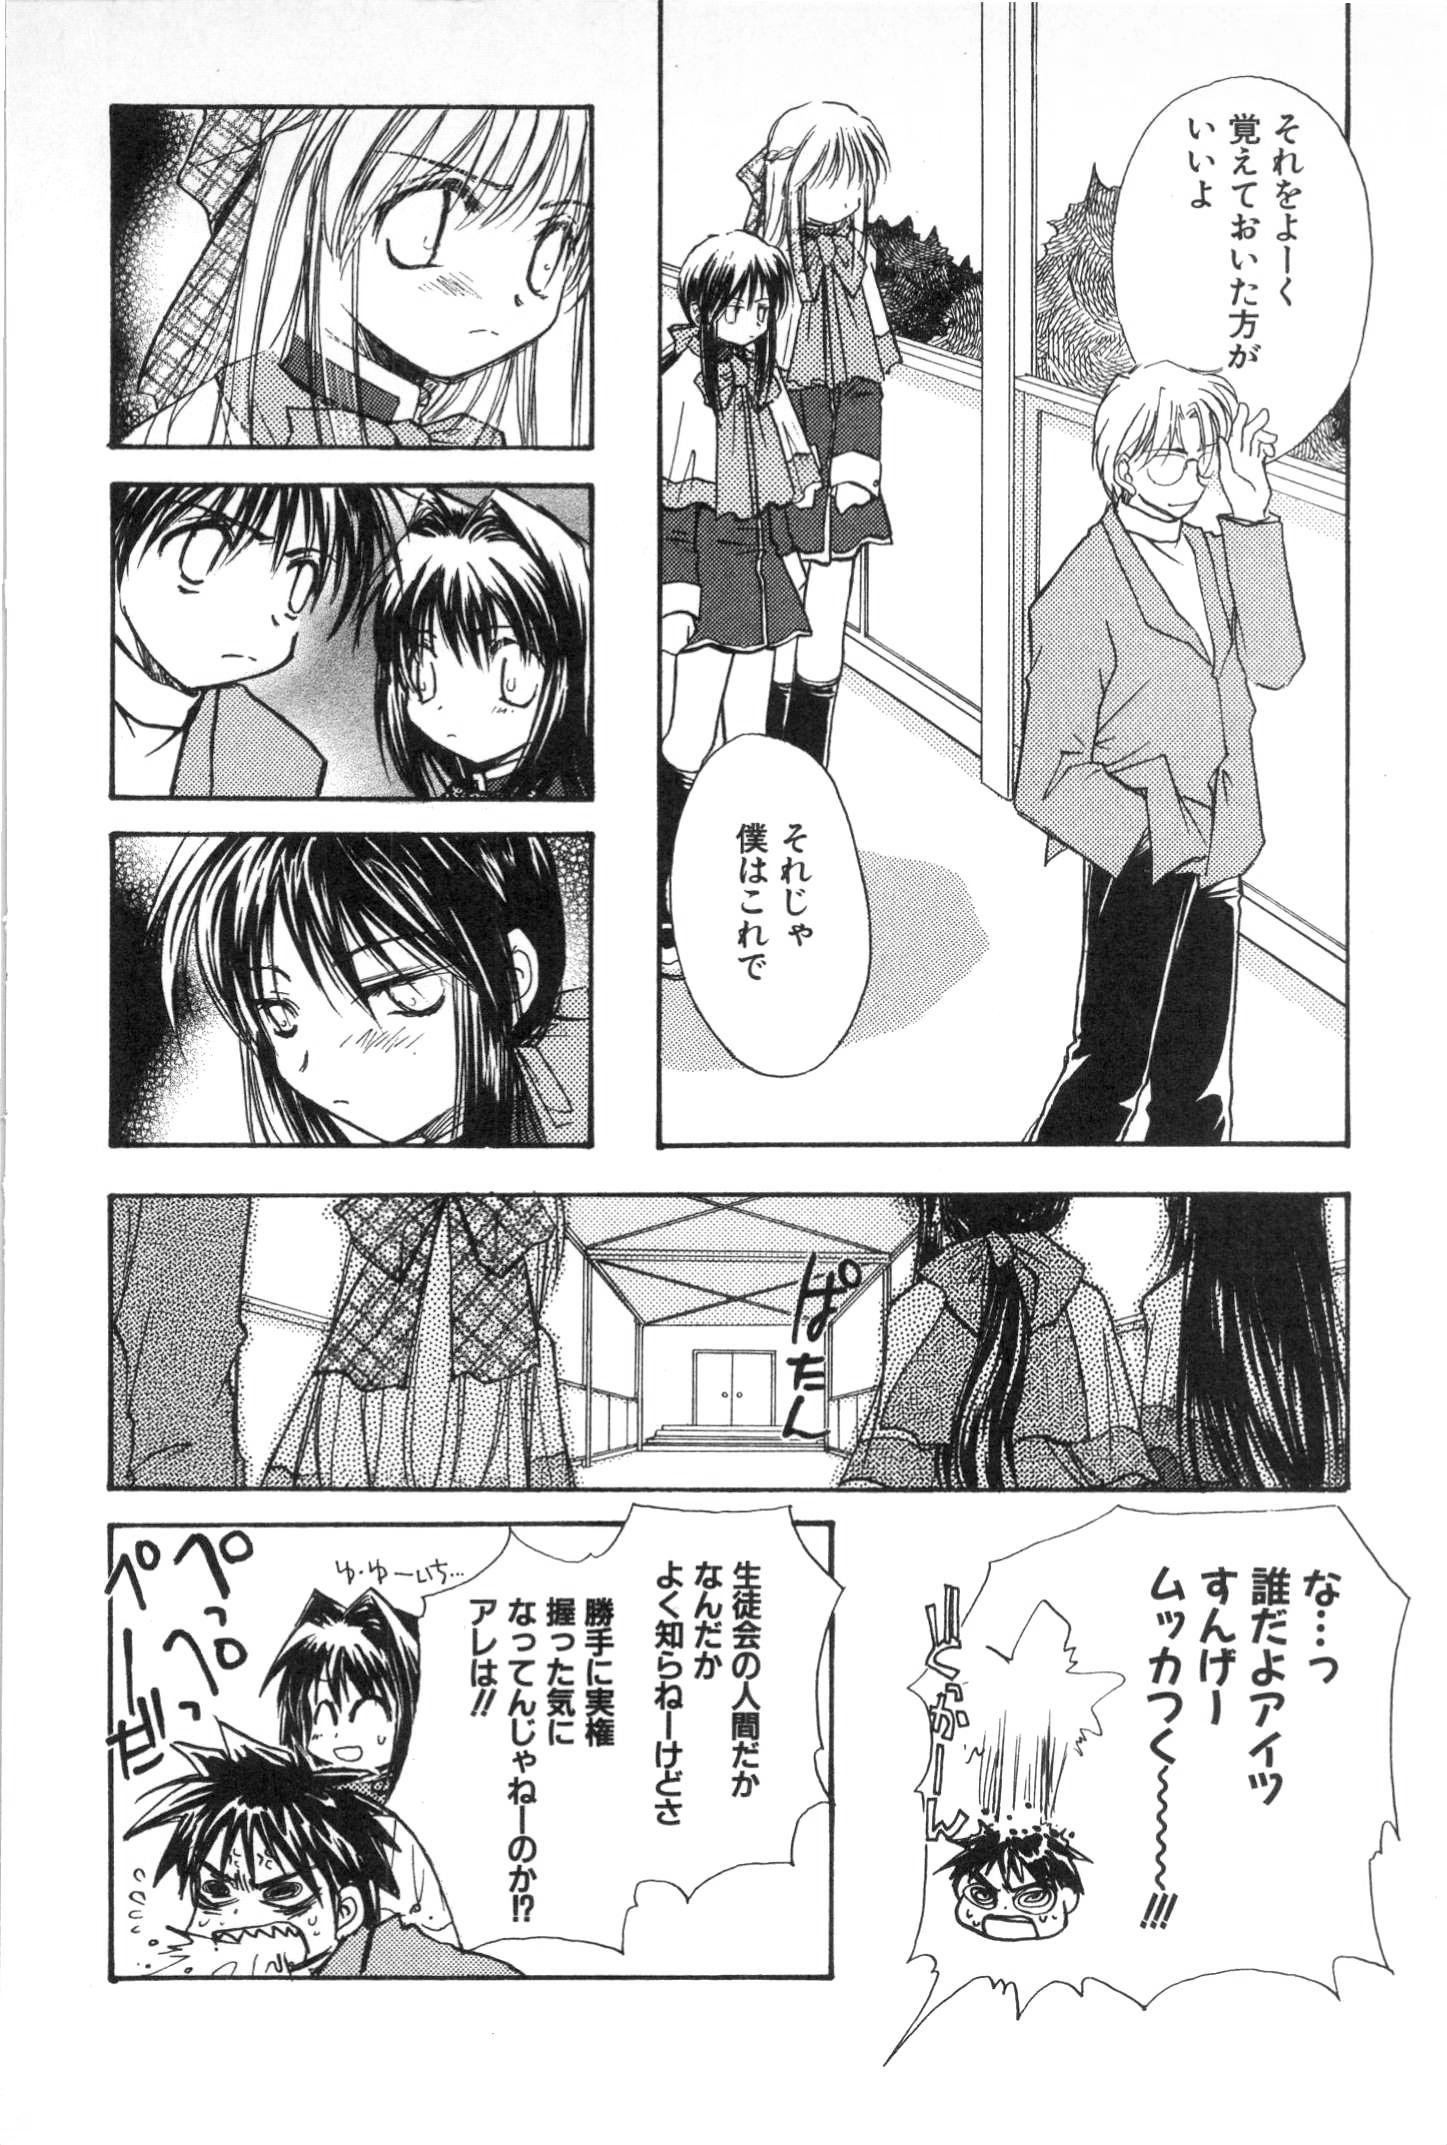 それをよーく
覚えておいた方が
いいよ
それじゃ
僕はこれで
ぱたん
な…っ
誰だよアイツ
すんげー
ムッカつく〜〜〜〜!!!
どっかーん
生徒会の人間だか
なんだか
よく知らねーけどさ
勝手に実権
握った気に
なってんじゃねーのか!?
アレは!!
ゆ・ゆーいち…
ぺっ
ぺっ
ぺーだ